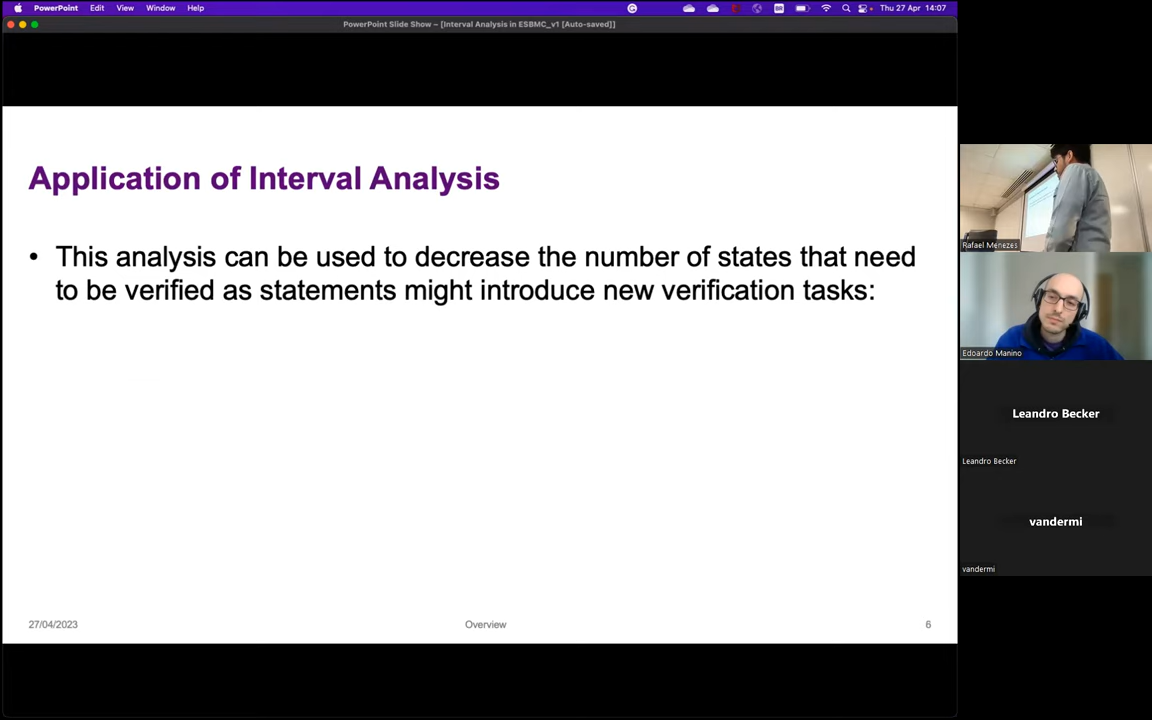 PowerPoint Edit View Window Help Thu 27 Apr 14:07
PowerPoint Slide Show – [Interval Analysis in ESBMC_v1 [Auto-saved]]
Application of Interval Analysis
• This analysis can be used to decrease the number of states that need
to be verified as statements might introduce new verification tasks:
27/04/2023 Overview 6
Rafael Menezes
Edoardo Manino
Leandro Becker
Leandro Becker
vandermi
vandermi